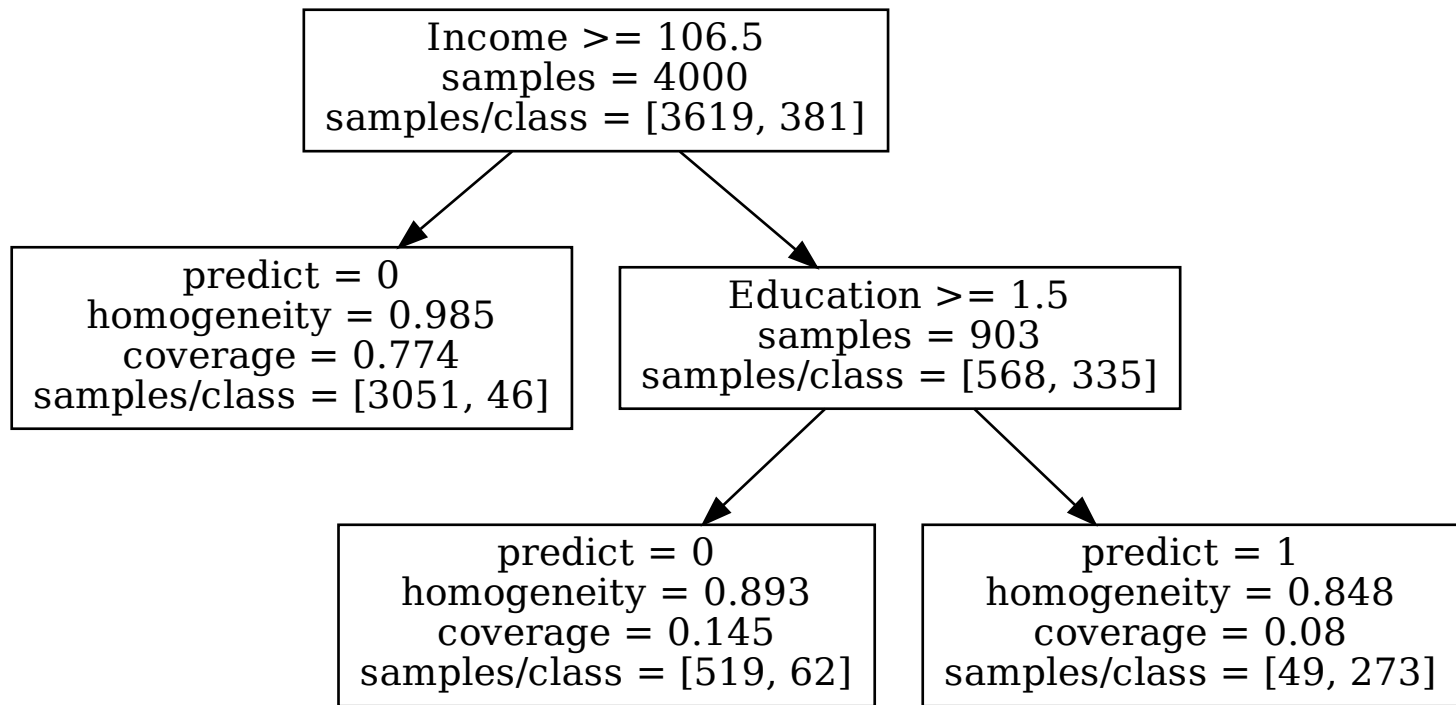 Income >= 106.5
samples = 4000
samples/class = [3619, 381]
predict = 0
homogeneity = 0.985
coverage = 0.774
samples/class = [3051, 46]
Education >= 1.5
samples = 903
samples/class = [568, 335]
predict = 0
homogeneity = 0.893
coverage = 0.145
samples/class = [519, 62]
predict = 1
homogeneity = 0.848
coverage = 0.08
samples/class = [49, 273]